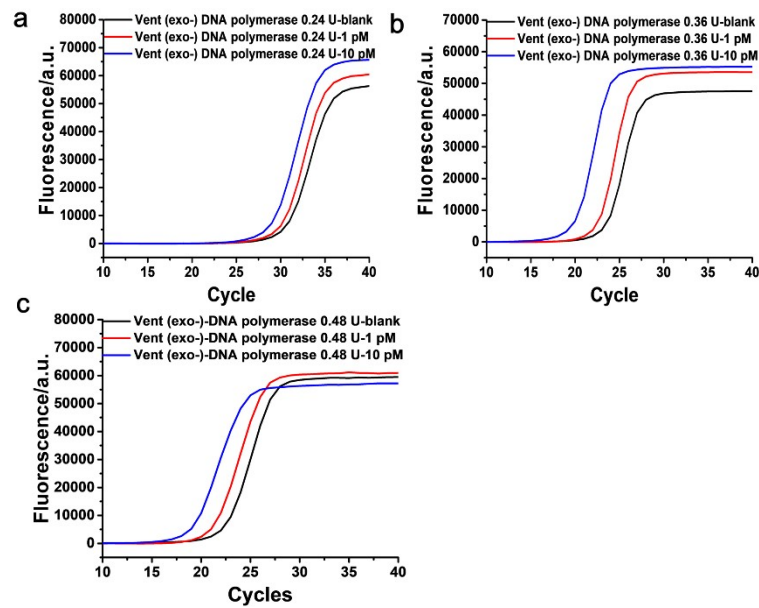 a
Vent (exo-) DNA polymerase 0.24 U-blank
Vent (exo-) DNA polymerase 0.24 U-1 pM
Vent (exo-) DNA polymerase 0.24 U-10 pM
Fluorescence/a.u.
80000
70000
60000
50000
40000
30000
20000
10000
0
10 15 20 25 30 35 40
Cycle
b
Vent (exo-) DNA polymerase 0.36 U-blank
Vent (exo-) DNA polymerase 0.36 U-1 pM
Vent (exo-) DNA polymerase 0.36 U-10 pM
Fluorescence/a.u.
70000
60000
50000
40000
30000
20000
10000
0
10 15 20 25 30 35 40
Cycle
c
Vent (exo-)-DNA polymerase 0.48 U-blank
Vent (exo-)-DNA polymerase 0.48 U-1 pM
Vent (exo-)-DNA polymerase 0.48 U-10 pM
Fluorescence/a.u.
80000
70000
60000
50000
40000
30000
20000
10000
0
10 15 20 25 30 35 40
Cycles